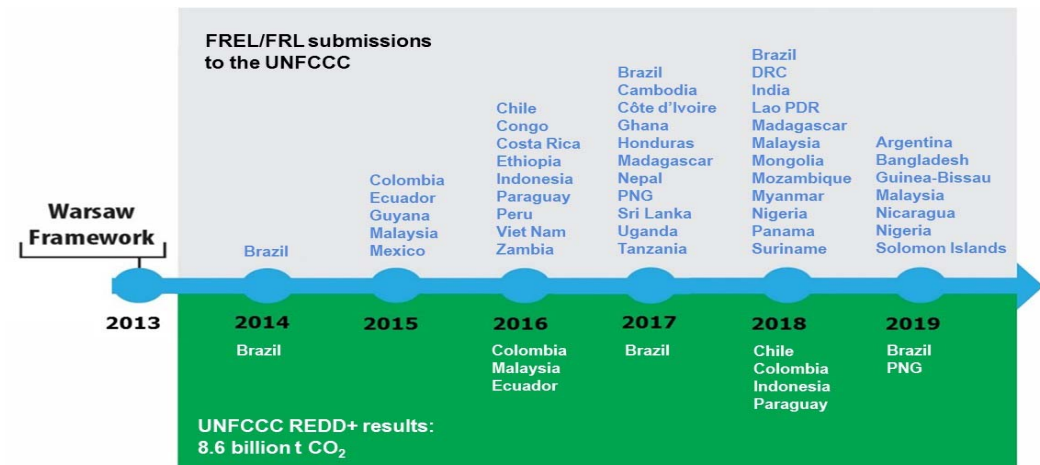 FREL/FRL submissions
to the UNFCCC
Warsaw
Framework
2013
Brazil
2014
Brazil
Colombia
Ecuador
Guyana
Malaysia
Mexico
2015
Chile
Congo
Costa Rica
Ethiopia
Indonesia
Paraguay
Peru
Viet Nam
Zambia
2016
Colombia
Malaysia
Ecuador
Brazil
Cambodia
Côte d'Ivoire
Ghana
Honduras
Madagascar
Nepal
PNG
Sri Lanka
Uganda
Tanzania
2017
Brazil
Brazil
DRC
India
Lao PDR
Madagascar
Malaysia
Mongolia
Mozambique
Myanmar
Nigeria
Panama
Suriname
2018
Chile
Colombia
Indonesia
Paraguay
Argentina
Bangladesh
Guinea-Bissau
Malaysia
Nicaragua
Nigeria
Solomon Islands
2019
Brazil
PNG
UNFCCC REDD+ results:
8.6 billion t CO₂